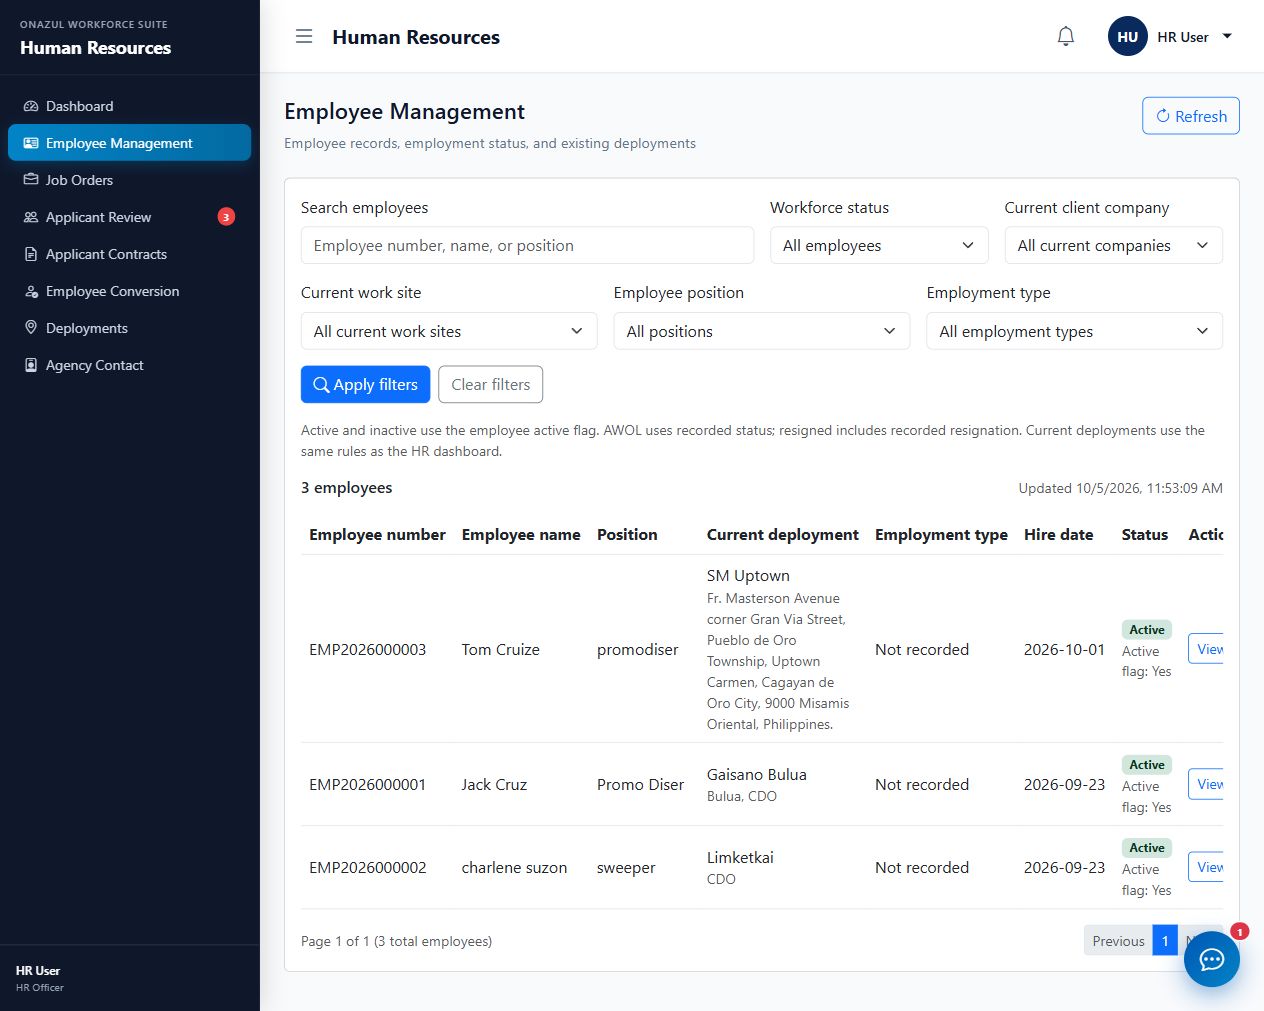 ONAZUL WORKFORCE SUITE
Human Resources
Dashboard
Employee Management
Job Orders
Applicant Review 3
Applicant Contracts
Employee Conversion
Deployments
Agency Contact
HR User
HR Officer
Human Resources
HU HR User
Employee Management
Refresh
Employee records, employment status, and existing deployments
Search employees Workforce status Current client company
Employee number, name, or position All employees All current companies
Current work site Employee position Employment type
All current work sites All positions All employment types
Apply filters Clear filters
Active and inactive use the employee active flag. AWOL uses recorded status; resigned includes recorded resignation. Current deployments use the
same rules as the HR dashboard.
3 employees Updated 10/5/2026, 11:53:09 AM
Employee number Employee name Position Current deployment Employment type Hire date Status
EMP2026000003 Tom Cruize promodiser
SM Uptown
Fr. Masterson Avenue
corner Gran Via Street,
Pueblo de Oro
Township, Uptown
Carmen, Cagayan de
Oro City, 9000 Misamis
Oriental, Philippines.
Not recorded 2026-10-01
Active
Active
flag: Yes
View
EMP2026000001 Jack Cruz Promo Diser
Gaisano Bulua
Bulua, CDO
Not recorded 2026-09-23
Active
Active
flag: Yes
View
EMP2026000002 charlene suzon sweeper
Limketkai
CDO
Not recorded 2026-09-23
Active
Active
flag: Yes
View
Page 1 of 1 (3 total employees) Previous 1
1